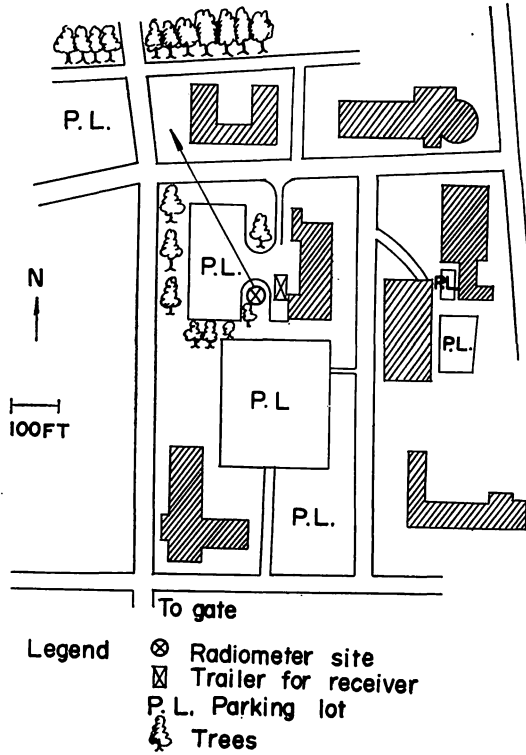 P.L.
P.L.
N
P.L.
P.L.
100FT
P.L
P.L.
To gate
Legend
Radiometer site
Trailer for receiver
P.L. Parking lot
Trees